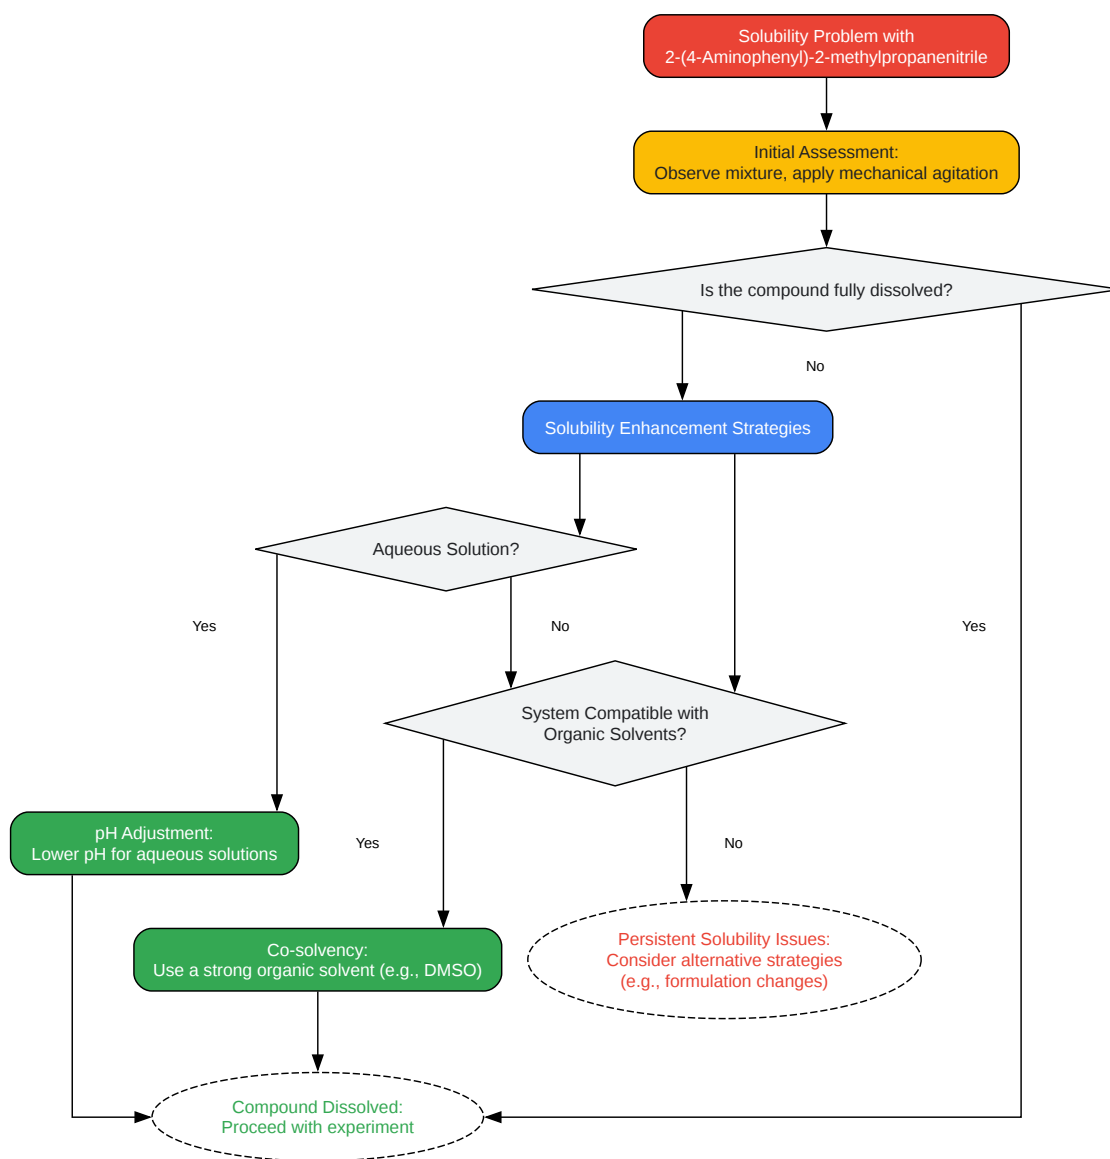 Solubility Problem with
2-(4-Aminophenyl)-2-methylpropanenitrile
Initial Assessment:
Observe mixture, apply mechanical agitation
Is the compound fully dissolved?
No
Solubility Enhancement Strategies
Aqueous Solution?
Yes
No
Yes
System Compatible with
Organic Solvents?
pH Adjustment:
Lower pH for aqueous solutions
Yes
No
Co-solvency:
Use a strong organic solvent (e.g., DMSO)
Persistent Solubility Issues:
Consider alternative strategies
(e.g., formulation changes)
Compound Dissolved:
Proceed with experiment